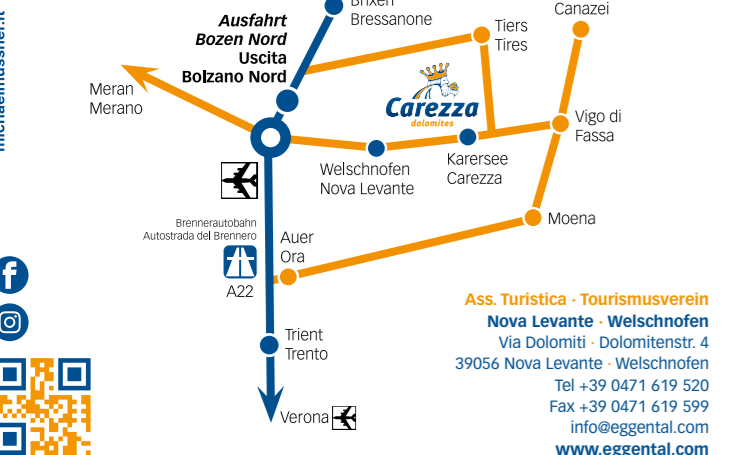 Brixen
Bressanone
Canazei
Ausfahrt
Bozen Nord
Uscita
Bolzano Nord
Tiers
Tires
Meran
Merano
Carezza
dolomites
Vigo di
Fassa
Welschnofen
Nova Levante
Karersee
Carezza
Moena
Brennerautobahn
Autostrada del Brennero
Auer
Ora
A22
Trient
Trento
Verona
Ass. Turistica · Tourismusverein
Nova Levante · Welschnofen
Via Dolomiti · Dolomitenstr. 4
39056 Nova Levante · Welschnofen
Tel +39 0471 619 520
Fax +39 0471 619 599
info@eggental.com
www.eggental.com